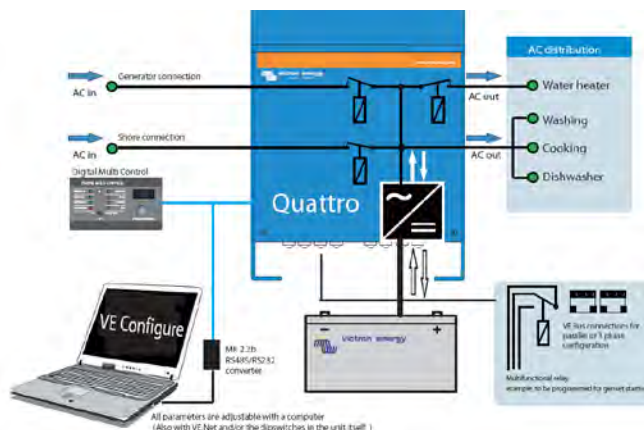 victron energy
AC distribution
AC in
Generator connection
AC out
Water heater
Washing
AC in
Shore connection
AC out
Cooking
Digital Multi Control
Dishwasher
Quattro
VE Configure
MK 2.2b
RS485/RS232
converter
victron energy
- +
VE Bus connections for
parallel or 3 phase
configuration
Multifunctional relay
example: to be programmed for genset
All parameters are adjustable with a computer
(Also with VE.Net and/or the dipswitches in the unit itself.)